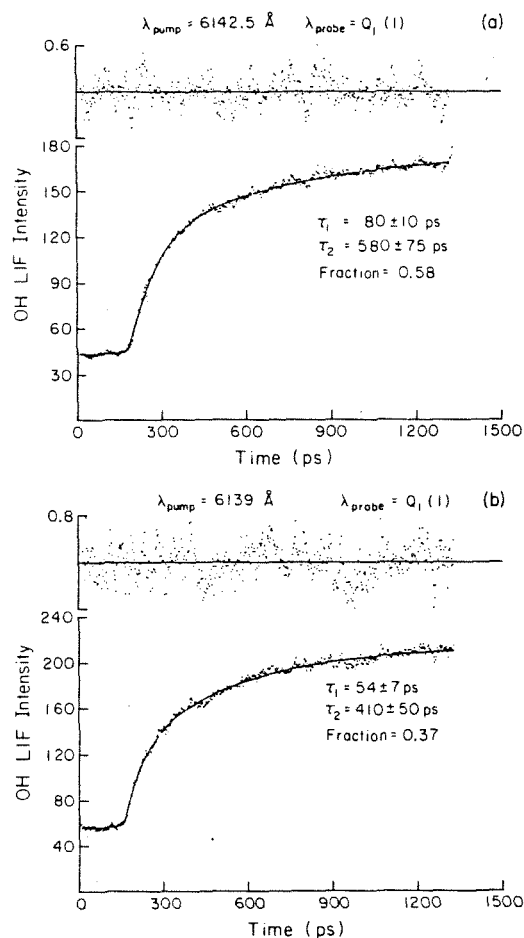 λpump = 6142.5 Å λprobe = Q₁ (1) (a)
0.6
180
150
120
90
60
30
OH LIF Intensity
τ₁ = 80±10 ps
τ₂ = 580±75 ps
Fraction = 0.58
0 300 600 900 1200 1500
Time (ps)
λpump = 6139 Å λprobe = Q₁ (1) (b)
0.8
240
200
160
120
80
40
OH LIF Intensity
τ₁ = 54±7 ps
τ₂ = 410±50 ps
Fraction = 0.37
0 300 600 900 1200 1500
Time (ps)